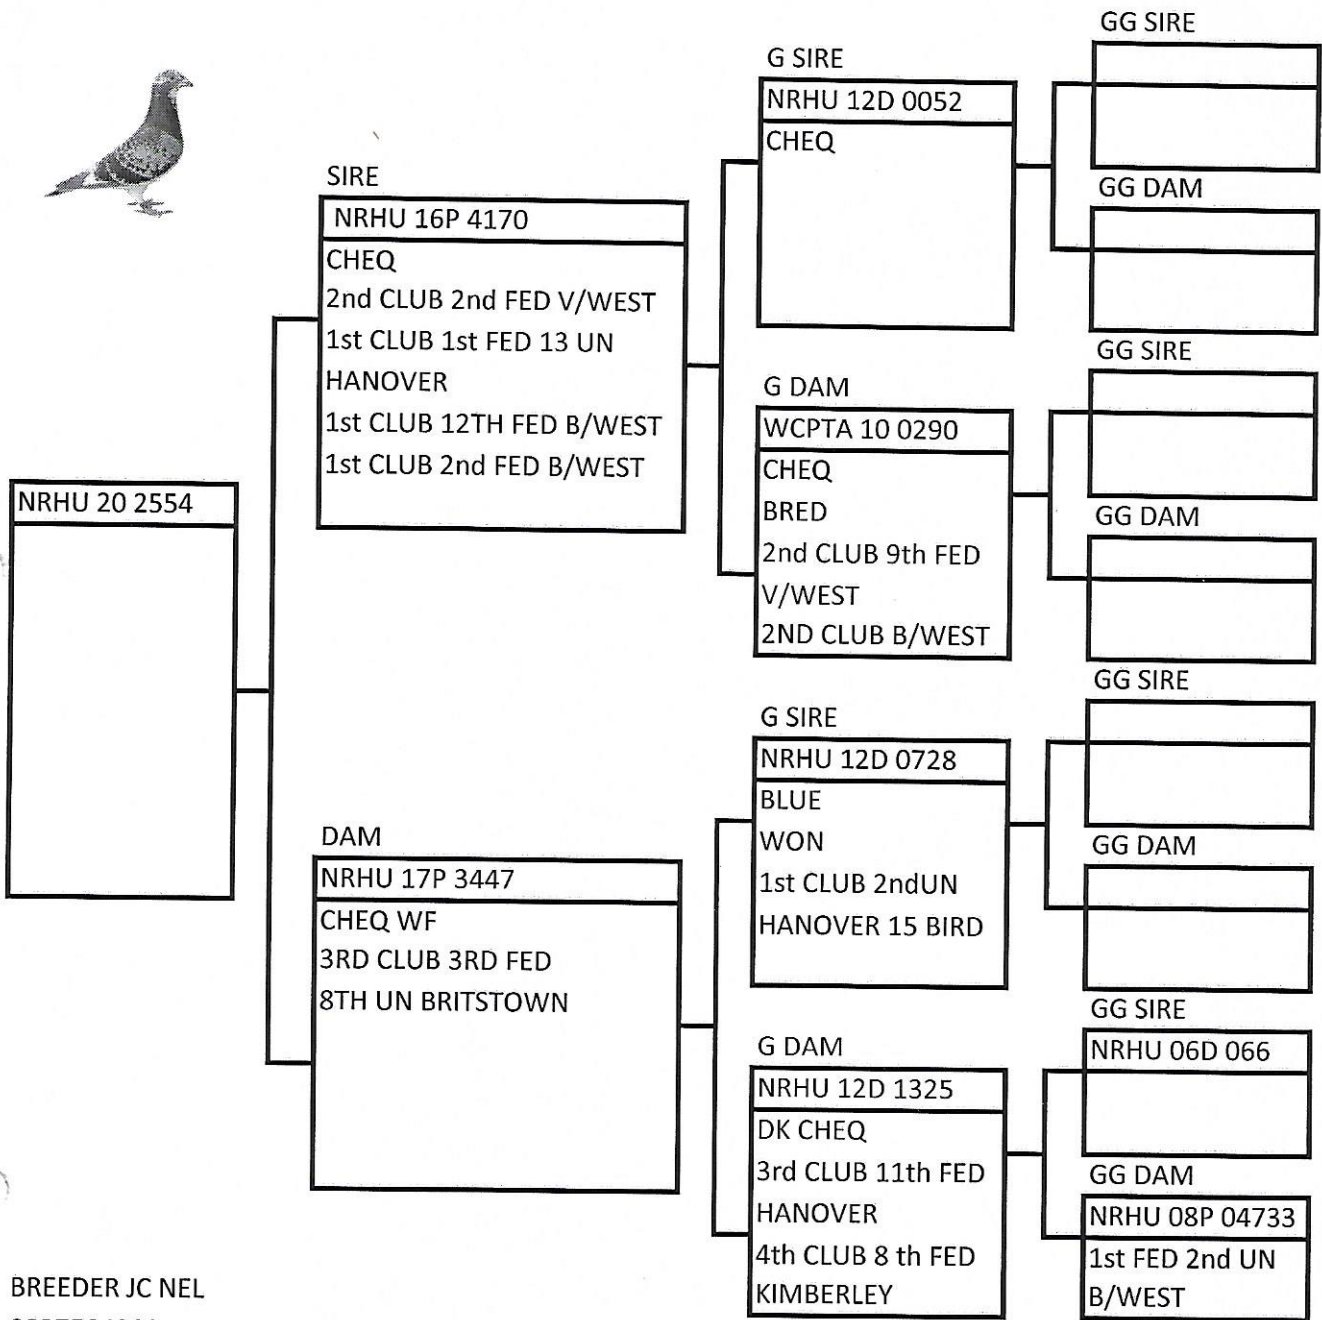 NRHU 20 2554
SIRE
NRHU 16P 4170
CHEQ
2nd CLUB 2nd FED V/WEST
1st CLUB 1st FED 13 UN
HANOVER
1st CLUB 12TH FED B/WEST
1st CLUB 2nd FED B/WEST
DAM
NRHU 17P 3447
CHEQ WF
3RD CLUB 3RD FED
8TH UN BRITSTOWN
G SIRE
NRHU 12D 0052
CHEQ
G DAM
WCPTA 10 0290
CHEQ
BRED
2nd CLUB 9th FED
V/WEST
2ND CLUB B/WEST
G SIRE
NRHU 12D 0728
BLUE
WON
1st CLUB 2ndUN
HANOVER 15 BIRD
G DAM
NRHU 12D 1325
DK CHEQ
3rd CLUB 11th FED
HANOVER
4th CLUB 8 th FED
KIMBERLEY
GG SIRE
GG DAM
GG SIRE
GG DAM
GG SIRE
GG DAM
GG SIRE
NRHU 06D 066
GG DAM
NRHU 08P 04733
1st FED 2nd UN
B/WEST
BREEDER JC NEL